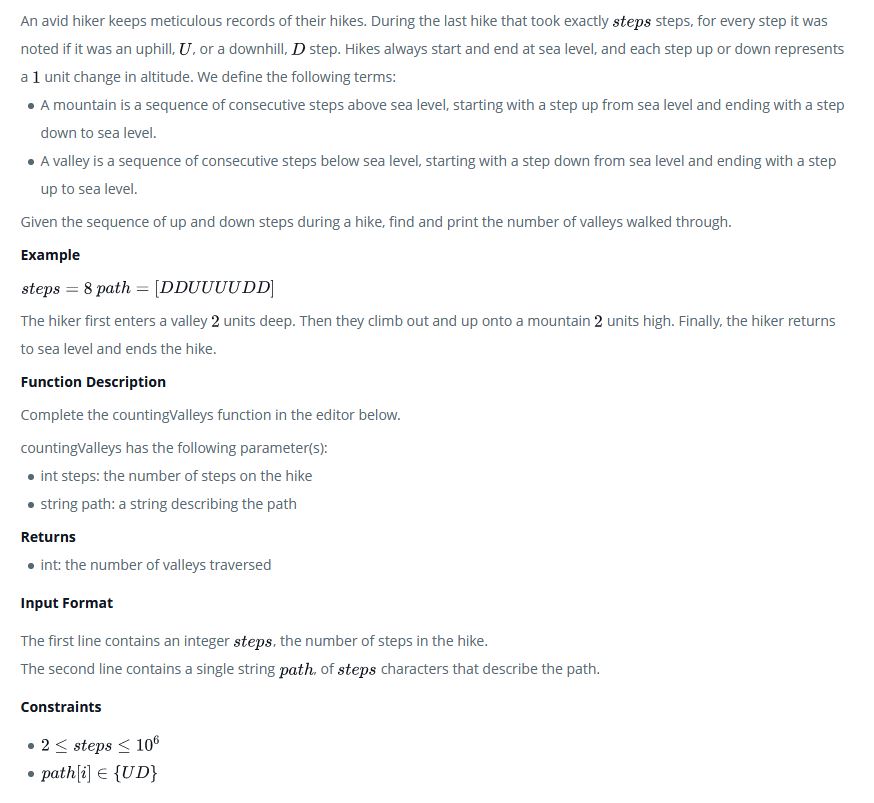 An avid hiker keeps meticulous records of their hikes. During the last hike that took exactly steps steps, for every step it was
noted if it was an uphill, U, or a downhill, D step. Hikes always start and end at sea level, and each step up or down represents
a 1 unit change in altitude. We define the following terms:
• A mountain is a sequence of consecutive steps above sea level, starting with a step up from sea level and ending with a step
down to sea level.
• A valley is a sequence of consecutive steps below sea level, starting with a step down from sea level and ending with a step
up to sea level.
Given the sequence of up and down steps during a hike, find and print the number of valleys walked through.
Example
steps = 8 path = [DDUUUUDD]
The hiker first enters a valley 2 units deep. Then they climb out and up onto a mountain 2 units high. Finally, the hiker returns
to sea level and ends the hike.
Function Description
Complete the countingValleys function in the editor below.
countingValleys has the following parameter(s):
• int steps: the number of steps on the hike
• string path: a string describing the path
Returns
• int: the number of valleys traversed
Input Format
The first line contains an integer steps, the number of steps in the hike.
The second line contains a single string path, of steps characters that describe the path.
Constraints
• 2 ≤ steps ≤ 10⁶
• path[i] ∈ {UD}